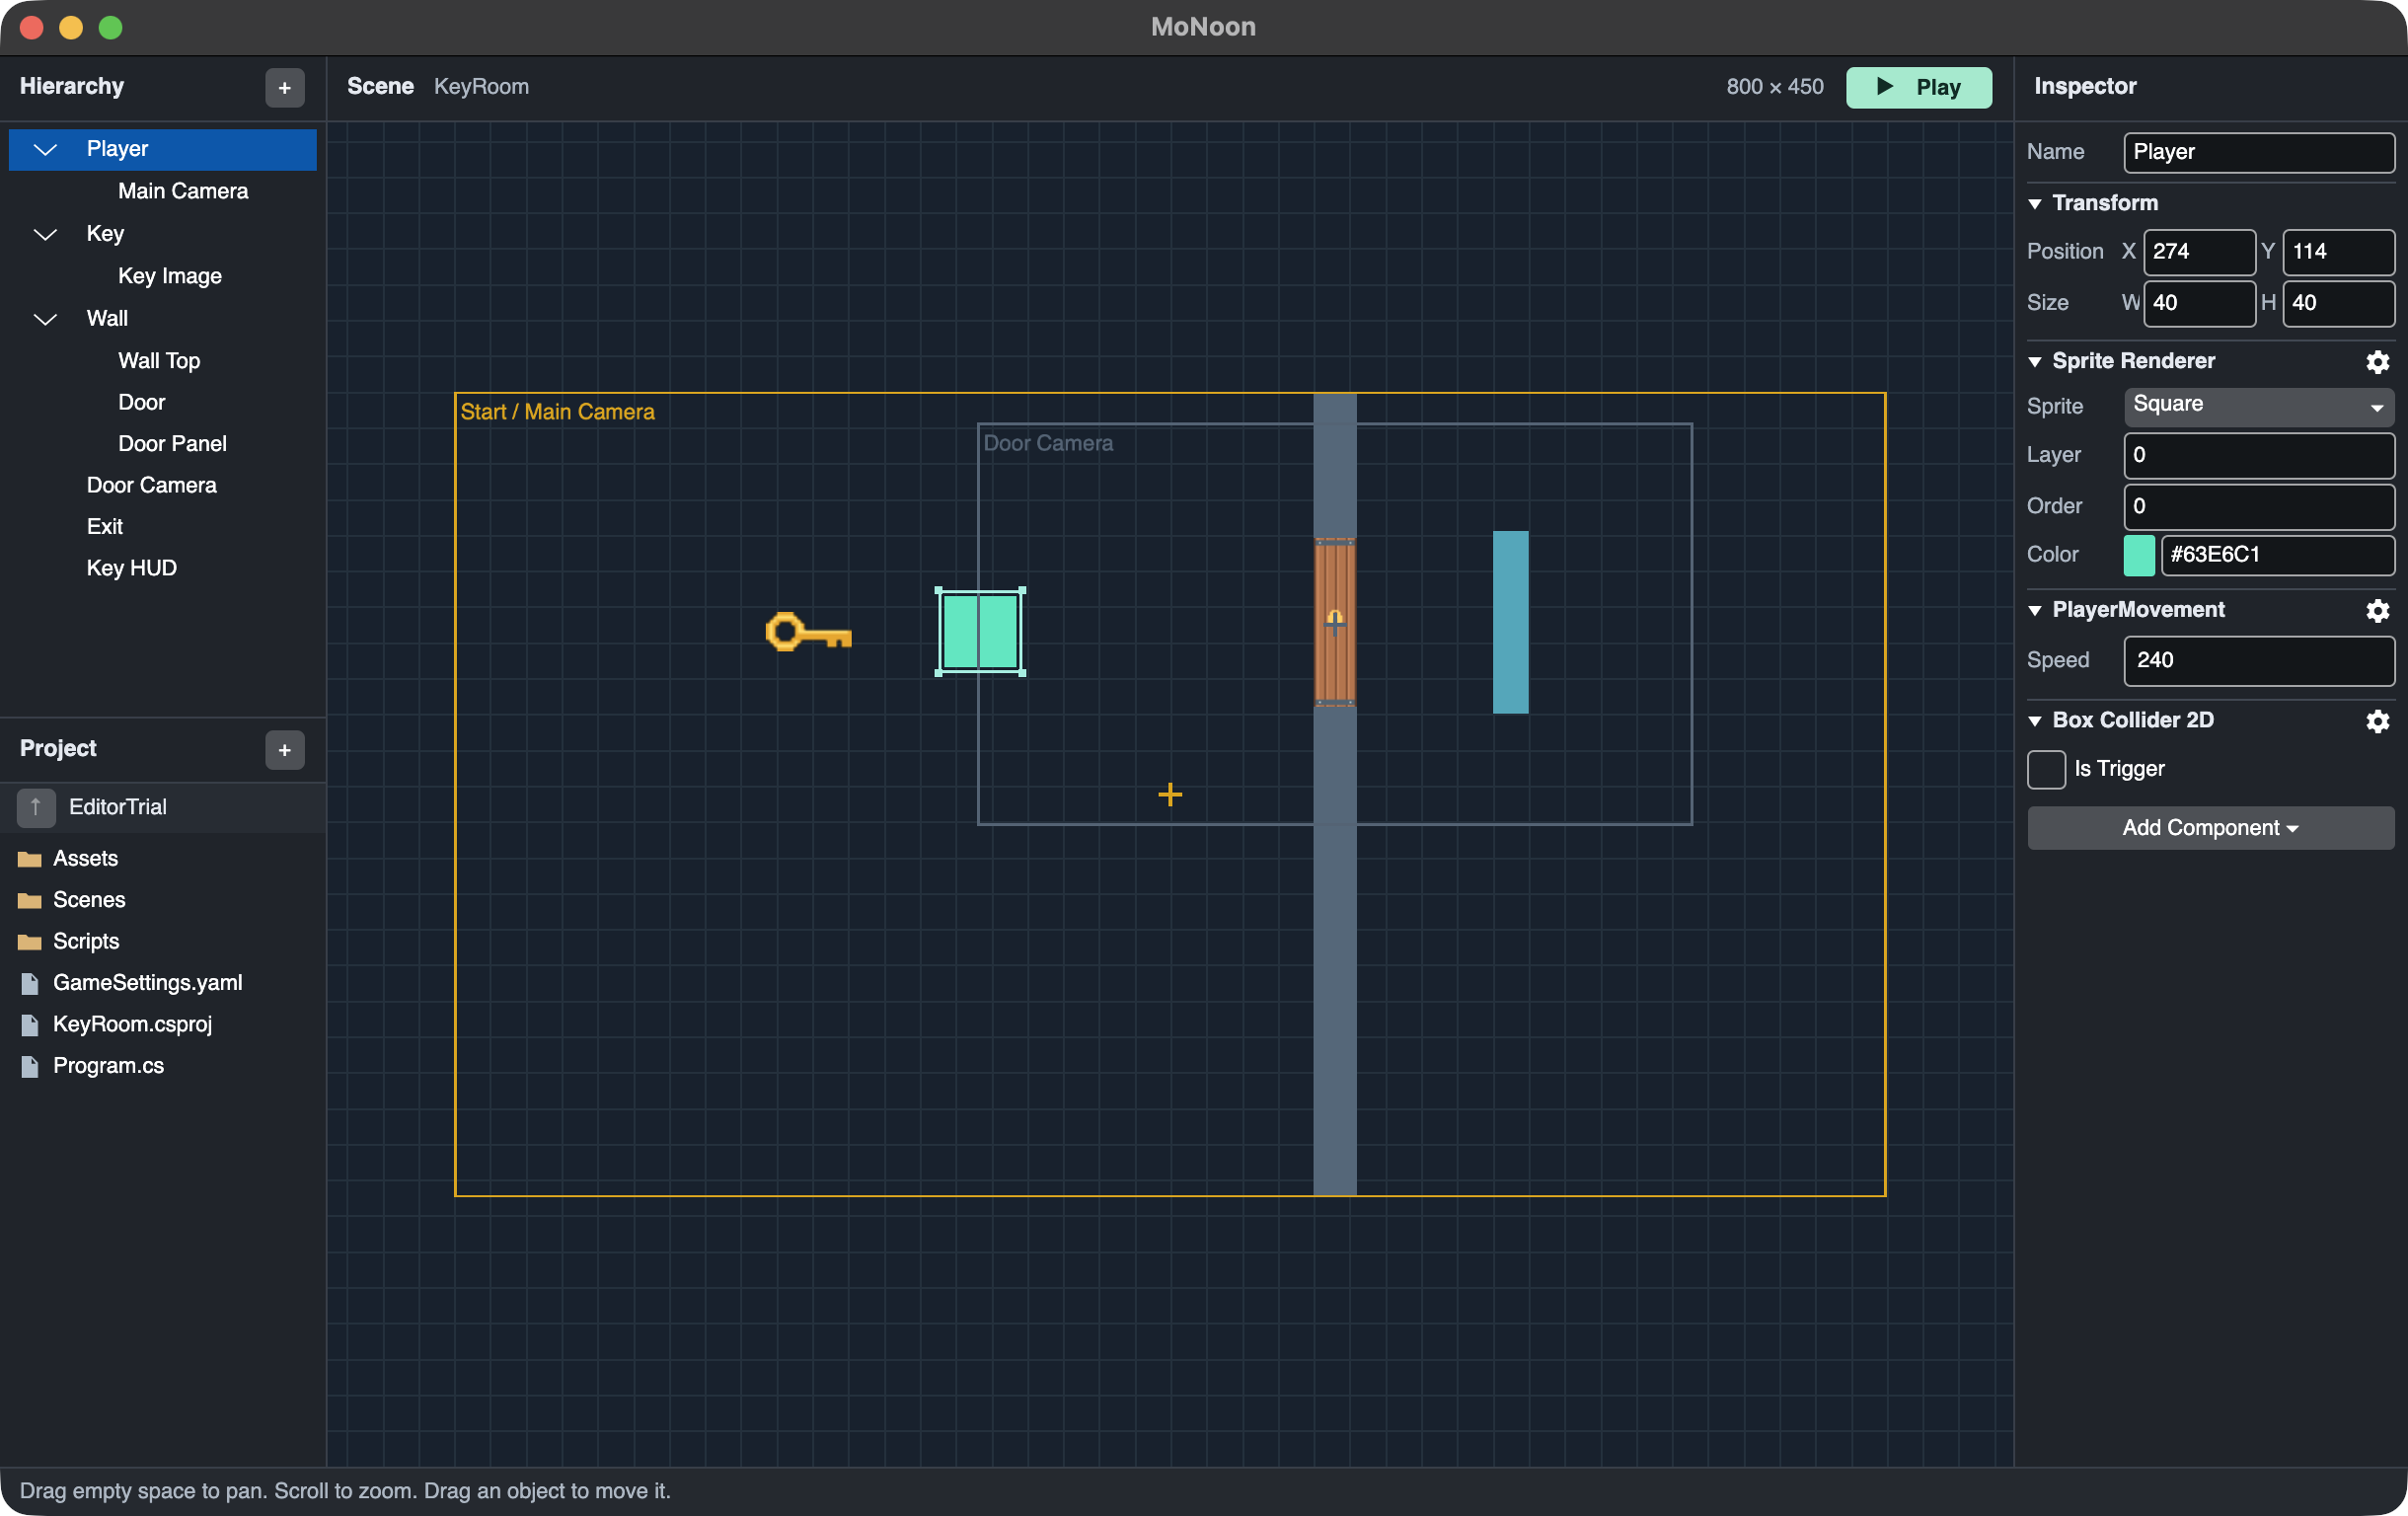 MoNoon
Hierarchy
+
Player
Main Camera
Key
Key Image
Wall
Wall Top
Door
Door Panel
Door Camera
Exit
Key HUD
Project
+
EditorTrial
Assets
Scenes
Scripts
GameSettings.yaml
KeyRoom.csproj
Program.cs
Scene KeyRoom
800 × 450
Play
Start / Main Camera
Door Camera
Inspector
Name Player
Transform
Position X 274 Y 114
Size W 40 H 40
Sprite Renderer
Sprite Square
Layer 0
Order 0
Color #63E6C1
PlayerMovement
Speed 240
Box Collider 2D
Is Trigger
Add Component
Drag empty space to pan. Scroll to zoom. Drag an object to move it.